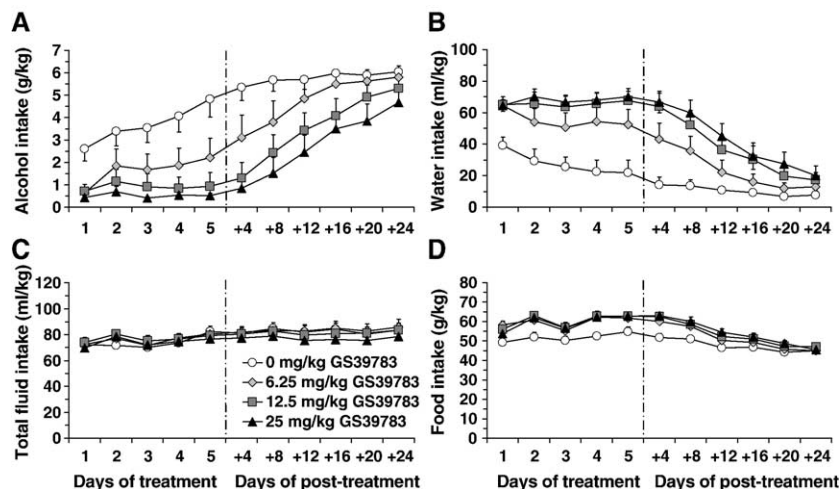 A
Alcohol intake (g/kg)
7
6
5
4
3
2
1
0
1 2 3 4 5 +4 +8 +12 +16 +20 +24
B
Water intake (ml/kg)
100
80
60
40
20
0
1 2 3 4 5 +4 +8 +12 +16 +20 +24
C
Total fluid intake (ml/kg)
120
100
80
60
40
20
0
0 mg/kg GS39783
6.25 mg/kg GS39783
12.5 mg/kg GS39783
25 mg/kg GS39783
1 2 3 4 5 +4 +8 +12 +16 +20 +24
Days of treatment Days of post-treatment
D
Food intake (g/kg)
80
70
60
50
40
30
20
10
0
1 2 3 4 5 +4 +8 +12 +16 +20 +24
Days of treatment Days of post-treatment